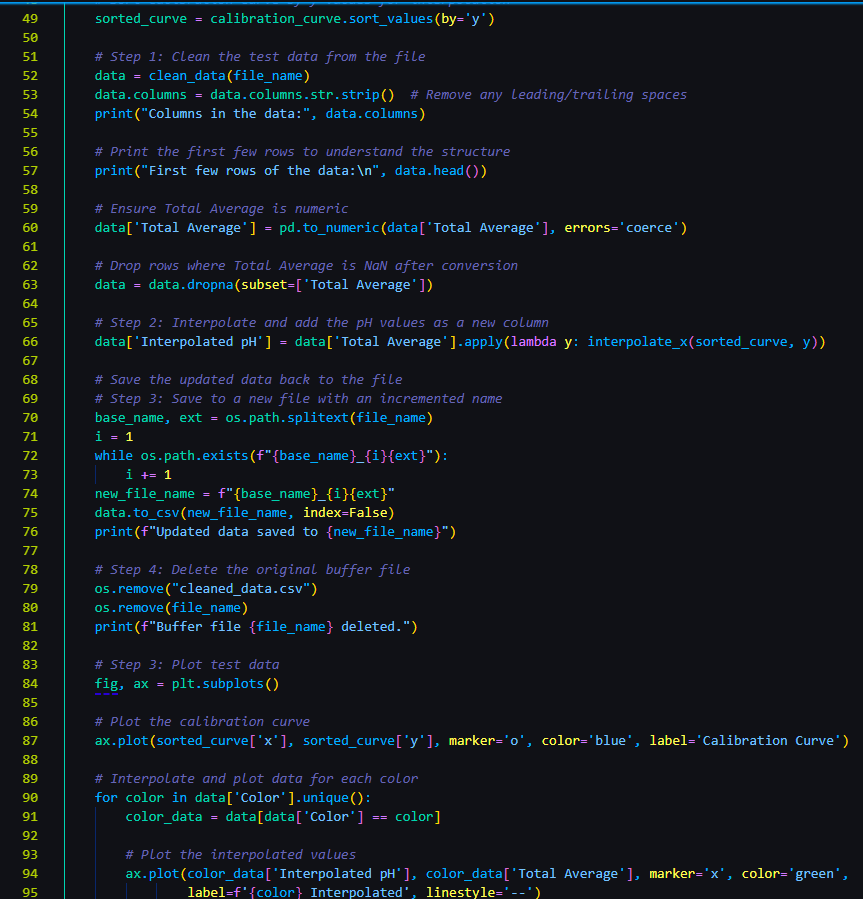 49 sorted_curve = calibration_curve.sort_values(by='y')
50
51 # Step 1: Clean the test data from the file
52 data = clean_data(file_name)
53 data.columns = data.columns.str.strip()  # Remove any leading/trailing spaces
54 print("Columns in the data:", data.columns)
55
56 # Print the first few rows to understand the structure
57 print("First few rows of the data:\n", data.head())
58
59 # Ensure Total Average is numeric
60 data['Total Average'] = pd.to_numeric(data['Total Average'], errors='coerce')
61
62 # Drop rows where Total Average is NaN after conversion
63 data = data.dropna(subset=['Total Average'])
64
65 # Step 2: Interpolate and add the pH values as a new column
66 data['Interpolated pH'] = data['Total Average'].apply(lambda y: interpolate_x(sorted_curve, y))
67
68 # Save the updated data back to the file
69 # Step 3: Save to a new file with an incremented name
70 base_name, ext = os.path.splitext(file_name)
71 i = 1
72 while os.path.exists(f"{base_name}_{i}{ext}"):
73     i += 1
74 new_file_name = f"{base_name}_{i}{ext}"
75 data.to_csv(new_file_name, index=False)
76 print(f"Updated data saved to {new_file_name}")
77
78 # Step 4: Delete the original buffer file
79 os.remove("cleaned_data.csv")
80 os.remove(file_name)
81 print(f"Buffer file {file_name} deleted.")
82
83 # Step 3: Plot test data
84 fig, ax = plt.subplots()
85
86 # Plot the calibration curve
87 ax.plot(sorted_curve['x'], sorted_curve['y'], marker='o', color='blue', label='Calibration Curve')
88
89 # Interpolate and plot data for each color
90 for color in data['Color'].unique():
91     color_data = data[data['Color'] == color]
92
93     # Plot the interpolated values
94     ax.plot(color_data['Interpolated pH'], color_data['Total Average'], marker='x', color='green',
95             label=f'{color} Interpolated', linestyle='--')